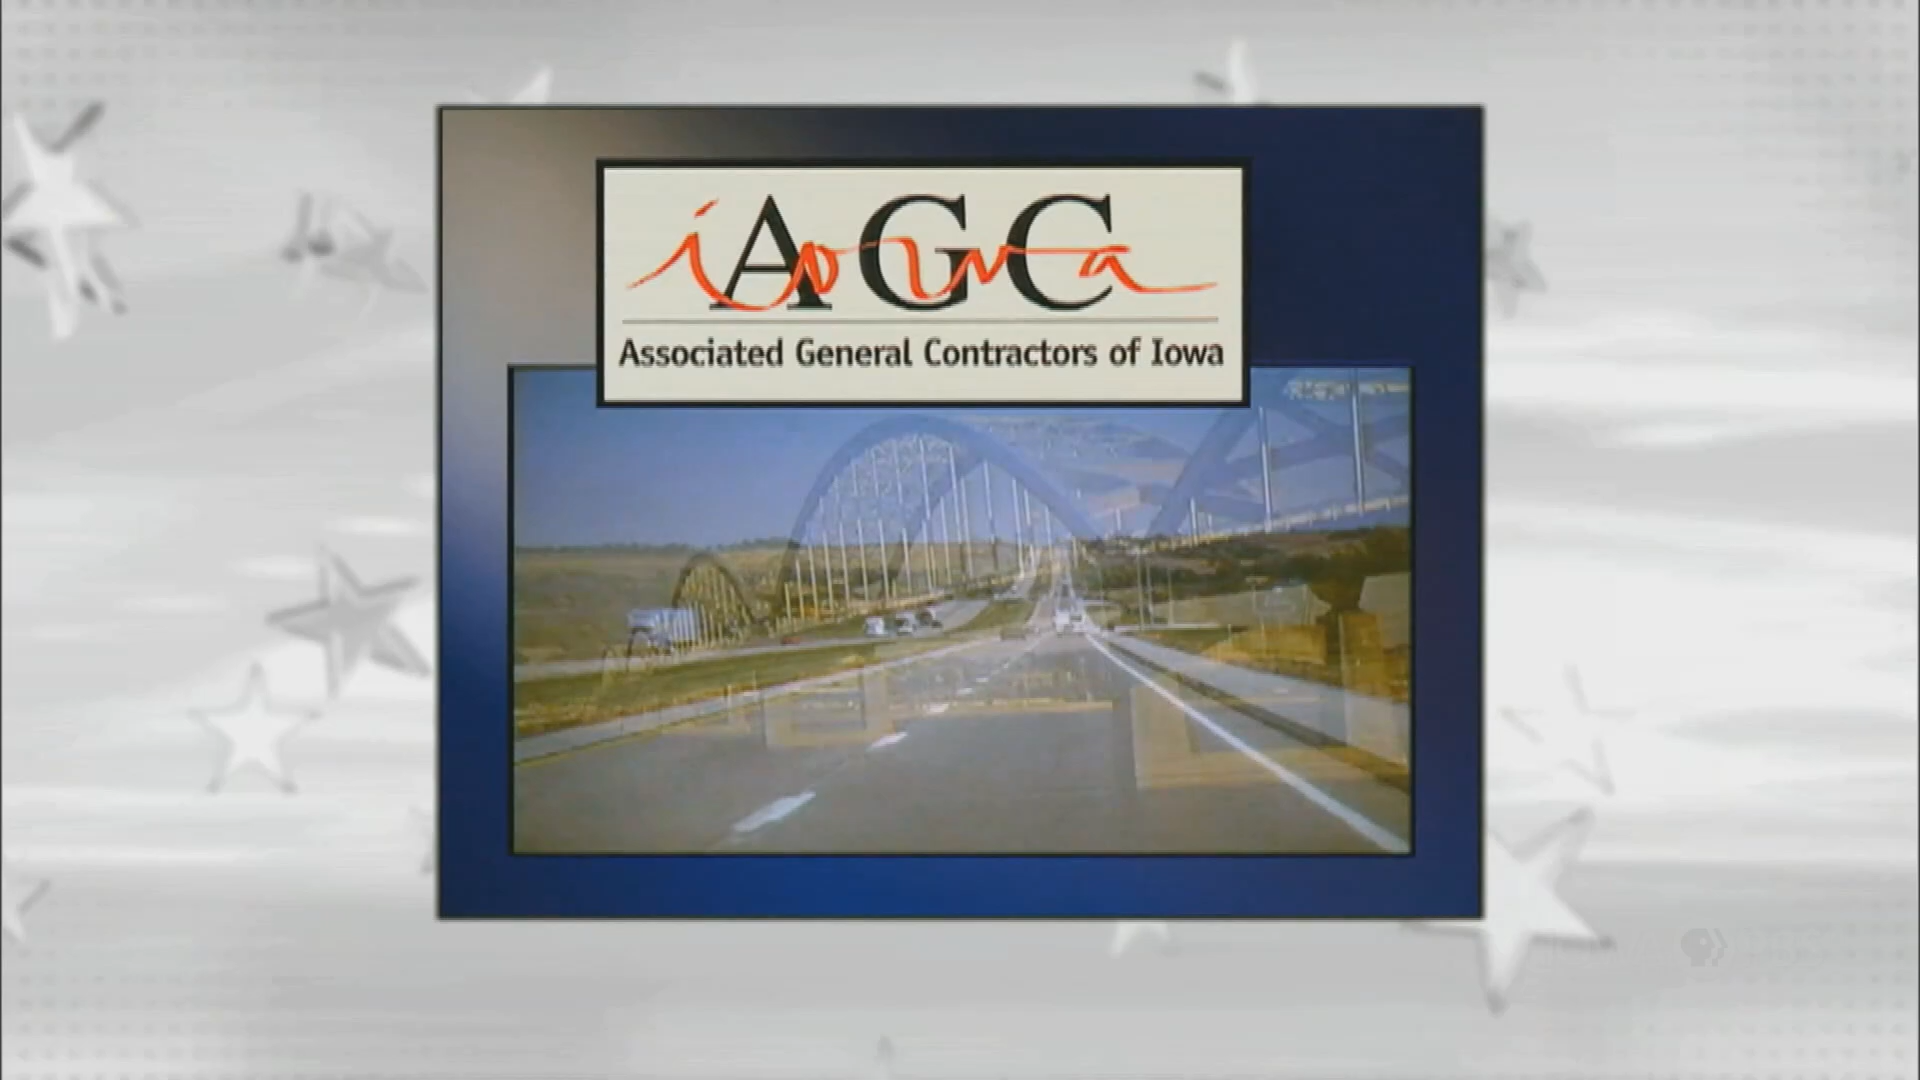 AGC
iowa
Associated General Contractors of Iowa